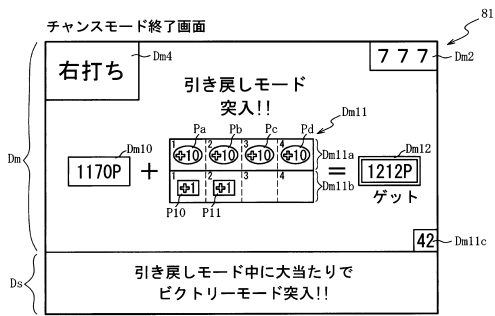 チャンスモード終了画面
81
右打ち
Dm4
7 7 7
Dm2
引き戻しモード
突入!!
Dm
Pa Pb Pc Pd
Dm11
Dm10
1170P
+
1 2 3 4
+10 +10 +10 +10
Dm11a
1 2 3 4
+1 +1
Dm11b
P10 P11
=
Dm12
1212P
ゲット
42
Dm11c
Ds
引き戻しモード中に大当たりで
ビクトリーモード突入!!